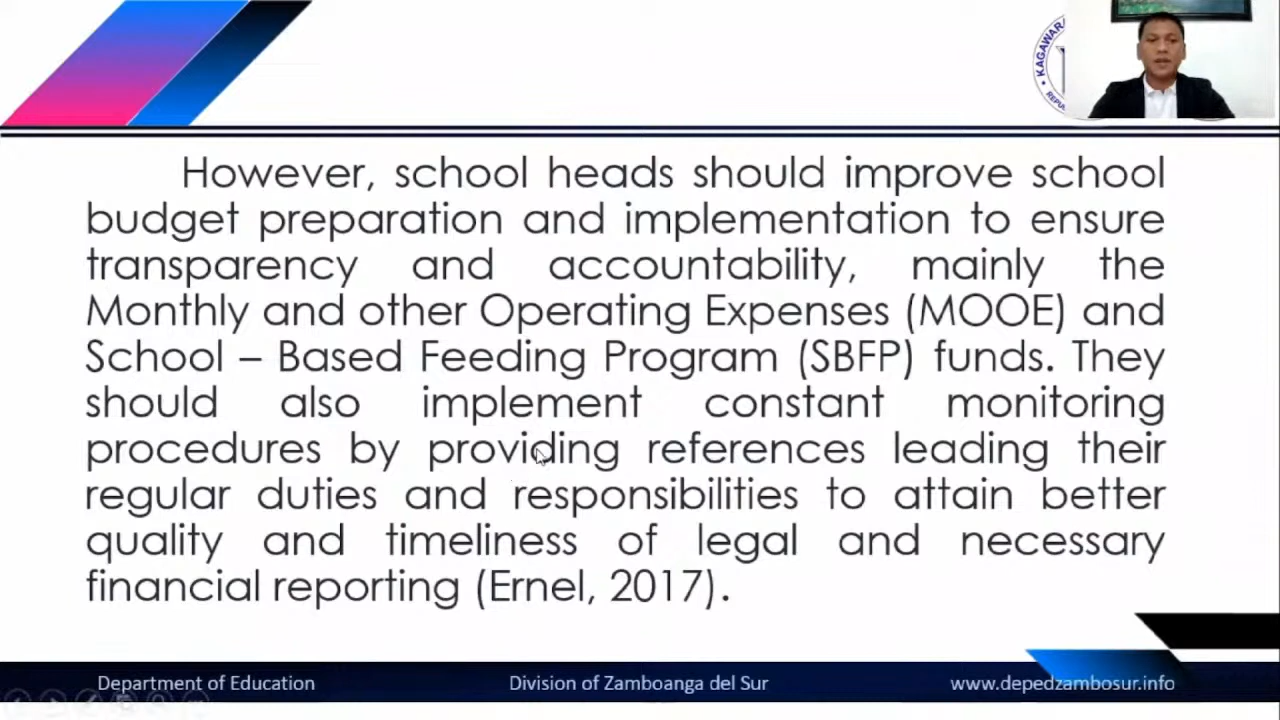 KAGAWARA
REPU
However, school heads should improve school
budget preparation and implementation to ensure
transparency and accountability, mainly the
Monthly and other Operating Expenses (MOOE) and
School – Based Feeding Program (SBFP) funds. They
should also implement constant monitoring
procedures by providing references leading their
regular duties and responsibilities to attain better
quality and timeliness of legal and necessary
financial reporting (Ernel, 2017).
Department of Education
Division of Zamboanga del Sur
www.depedzambosur.info